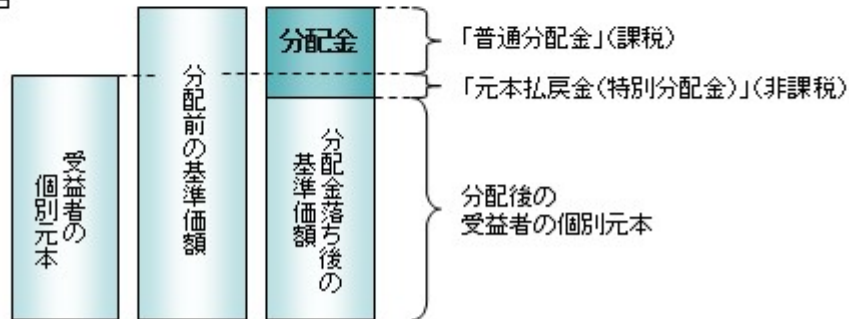 受益者の
個別元本
分配前の基準価額
分配金
分配金落ち後の
基準価額
「普通分配金」(課税)
「元本払戻金(特別分配金)」(非課税)
分配後の
受益者の個別元本